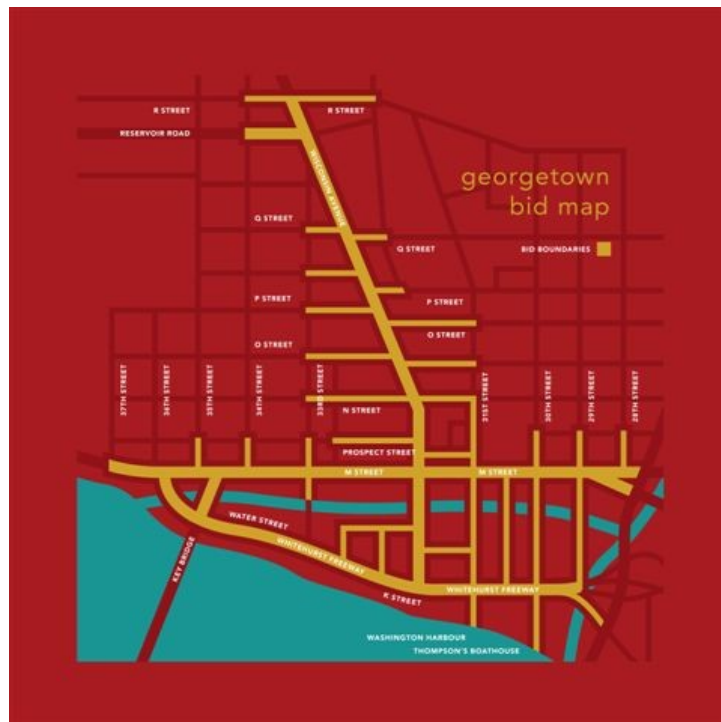 R STREET
R STREET
RESERVOIR ROAD
WISCONSIN AVENUE
georgetown
bid map
Q STREET
Q STREET
BID BOUNDARIES
P STREET
P STREET
O STREET
O STREET
37TH STREET
36TH STREET
35TH STREET
34TH STREET
33RD STREET
31ST STREET
30TH STREET
29TH STREET
28TH STREET
N STREET
PROSPECT STREET
M STREET
M STREET
WATER STREET
WHITEHURST FREEWAY
KEY BRIDGE
K STREET
WHITEHURST FREEWAY
WASHINGTON HARBOUR
THOMPSON'S BOATHOUSE